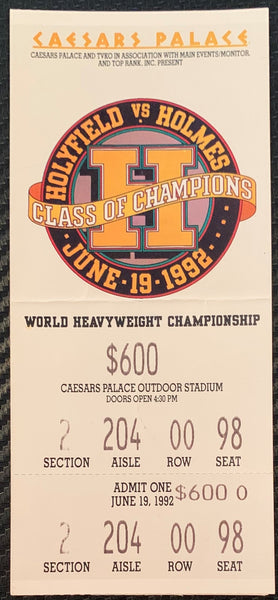 CAESARS PALACE
CAESARS PALACE AND TVKO IN ASSOCIATION WITH MAIN EVENTS/MONITOR,
AND TOP RANK, INC. PRESENT
HOLYFIELD VS HOLMES
H
CLASS OF CHAMPIONS
JUNE·19·1992
WORLD HEAVYWEIGHT CHAMPIONSHIP
$600
CAESARS PALACE OUTDOOR STADIUM
DOORS OPEN 4:30 PM
2 204 00 98
SECTION AISLE ROW SEAT
ADMIT ONE $600 0
JUNE 19, 1992
2 204 00 98
SECTION AISLE ROW SEAT